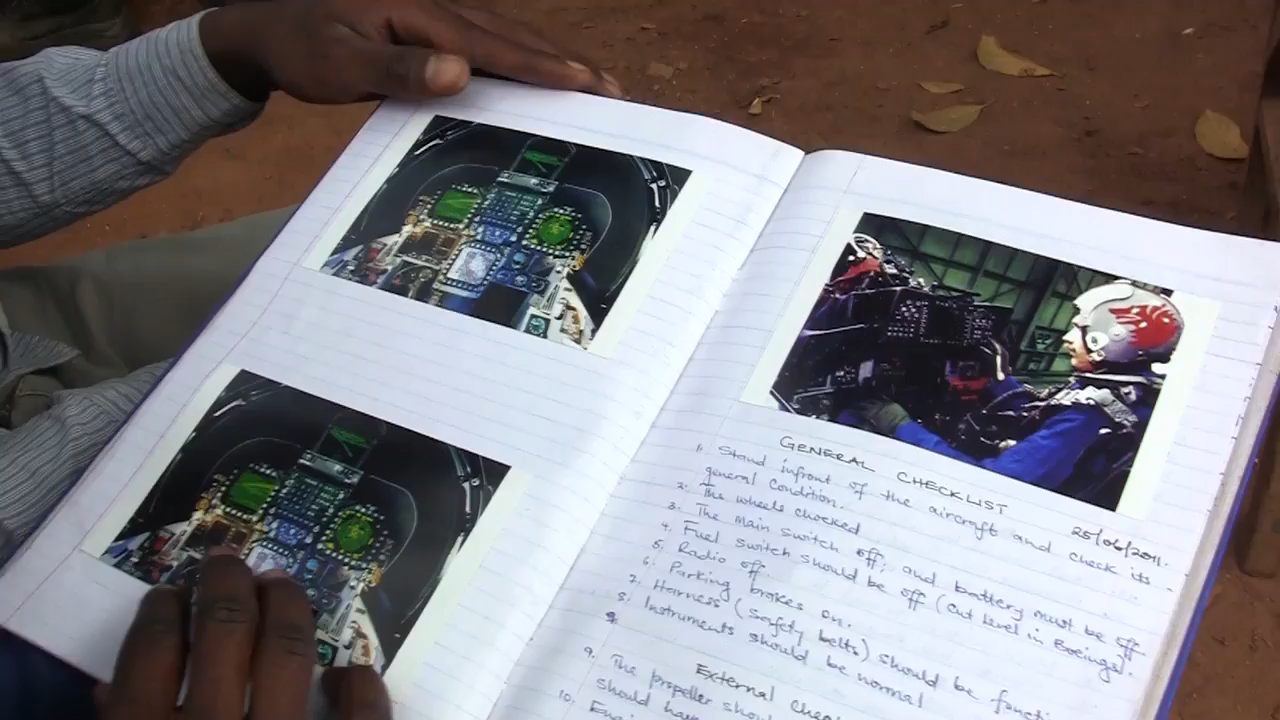 GENERAL CHECKLIST
25/06/2011.
1. Stand infront of the aircraft and check its
general condition.
2. The wheels chocked
3. The Main switch off; and battery must be off
4. Fuel switch should be off (Cut level in Boeings).
5. Radio off.
6. Parking brakes on.
7. Harness (safety belts) should be
8. Instruments should be normal
External
9. The propeller
should
10.